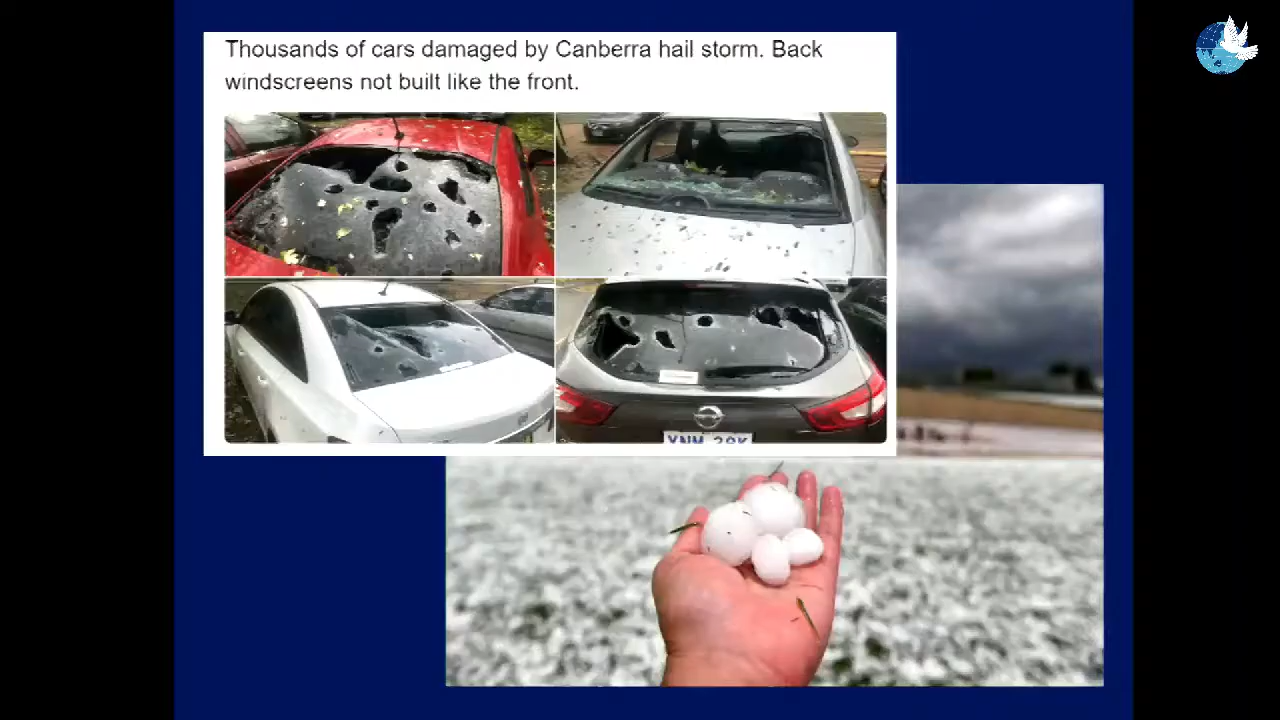 Thousands of cars damaged by Canberra hail storm. Back
windscreens not built like the front.